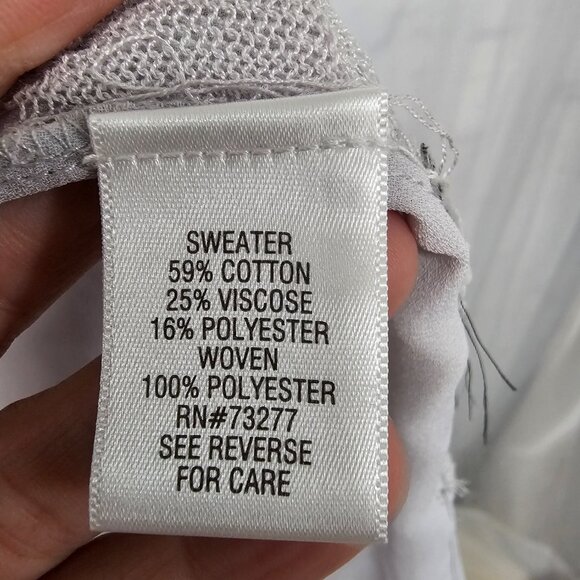 SWEATER
59% COTTON
25% VISCOSE
16% POLYESTER
WOVEN
100% POLYESTER
RN#73277
SEE REVERSE
FOR CARE